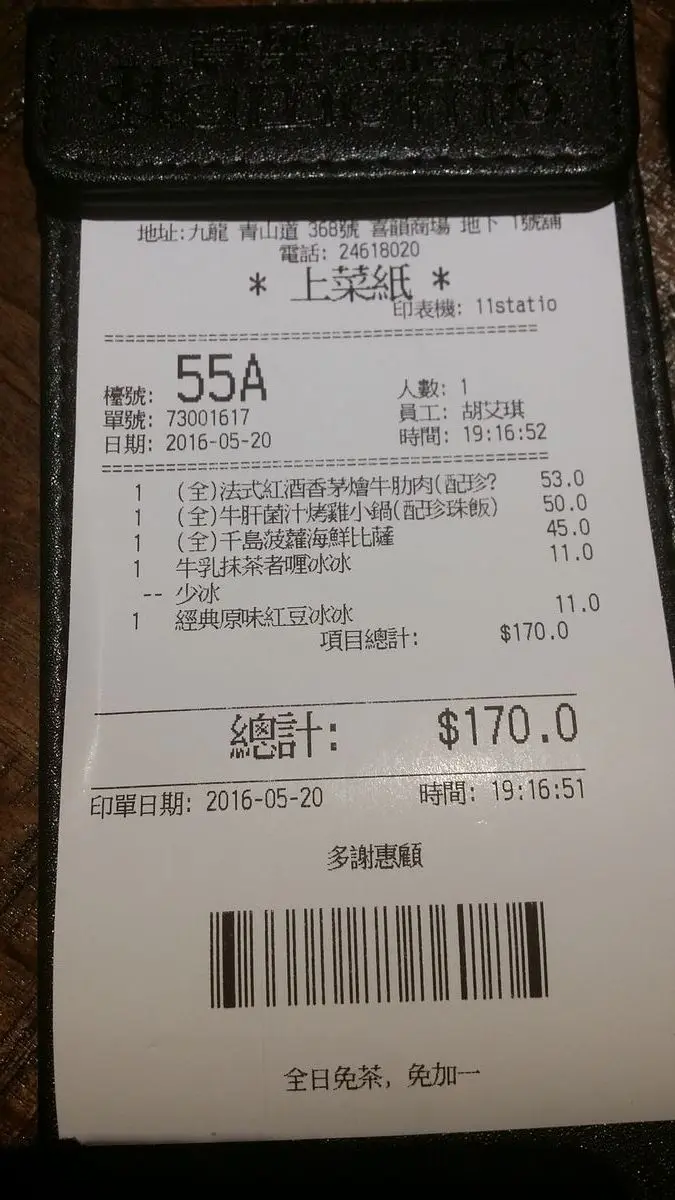 地址:九龍 青山道 368號 喜韻商場 地下 1號舖
電話: 24618020
* 上菜紙 *
印表機: 11statio
檯號: 55A 人數: 1
單號: 73001617 員工: 胡艾琪
日期: 2016-05-20 時間: 19:16:52
1 (全)法式紅酒香茅燴牛肋肉(配珍? 53.0
1 (全)牛肝菌汁烤雞小鍋(配珍珠飯) 50.0
1 (全)千島菠蘿海鮮比薩 45.0
1 牛乳抹茶者喱冰冰 11.0
-- 少冰
1 經典原味紅豆冰冰 11.0
項目總計: $170.0
總計: $170.0
印單日期: 2016-05-20 時間: 19:16:51
多謝惠顧
全日免茶, 免加一